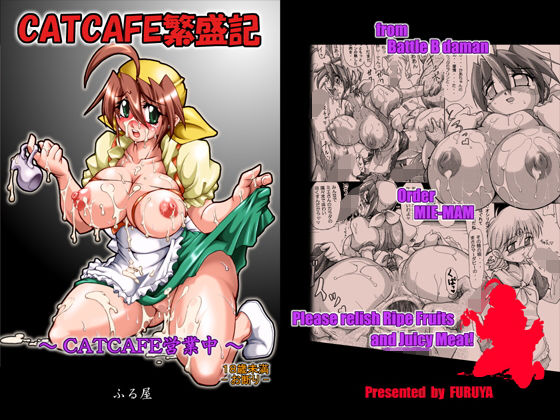 CATCAFE繁盛記
～ CATCAFE営業中 ～
18歳未満
-お断り-
ふる屋
from
Battle B daman
Order
MIE-MAM
Please relish Ripe Fruits
and Juicy Meat!
Presented by FURUYA